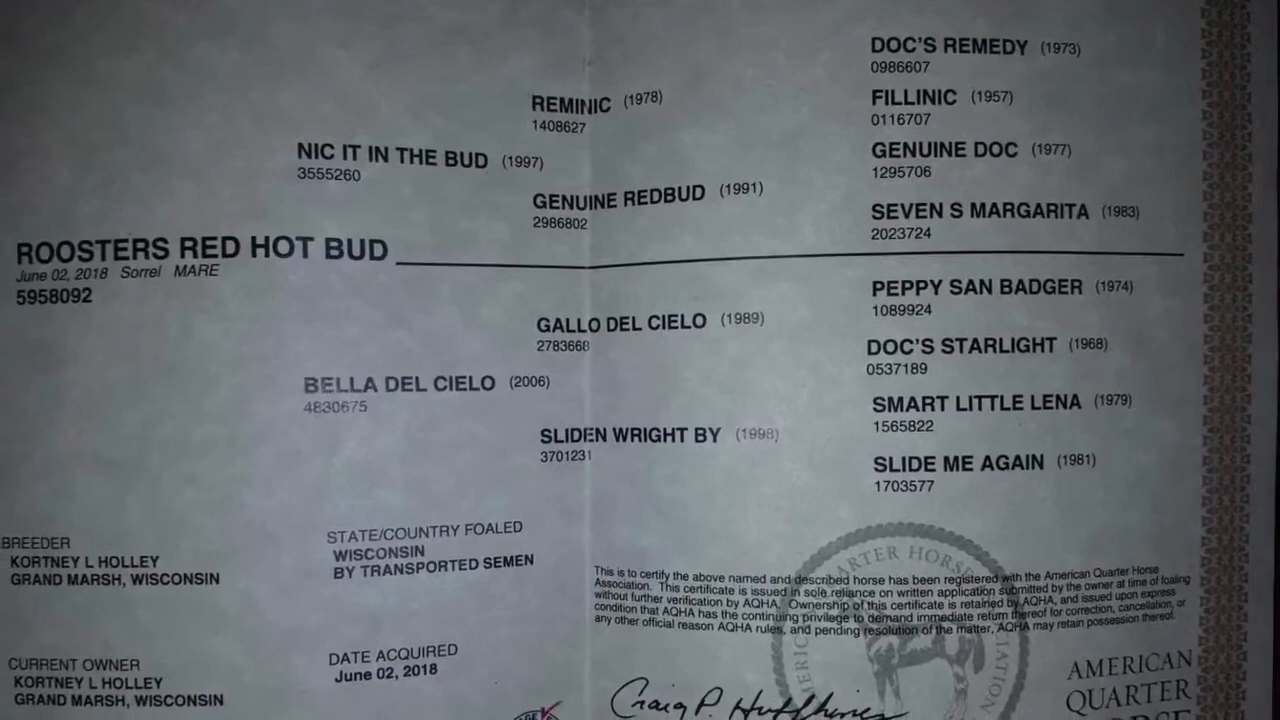 DOC'S REMEDY (1973)
0986607
REMINIC (1978)
1408627
FILLINIC (1957)
0116707
NIC IT IN THE BUD (1997)
3555260
GENUINE DOC (1977)
1295706
GENUINE REDBUD (1991)
2986802
SEVEN S MARGARITA (1983)
2023724
ROOSTERS RED HOT BUD
June 02, 2018 Sorrel MARE
5958092
PEPPY SAN BADGER (1974)
1089924
GALLO DEL CIELO (1989)
2783668
DOC'S STARLIGHT (1968)
0537189
BELLA DEL CIELO (2006)
4830675
SMART LITTLE LENA (1979)
1565822
SLIDEN WRIGHT BY (1998)
3701231
SLIDE ME AGAIN (1981)
1703577
BREEDER
KORTNEY L HOLLEY
GRAND MARSH, WISCONSIN
STATE/COUNTRY FOALED
WISCONSIN
BY TRANSPORTED SEMEN
This is to certify the above named and described horse has been registered with the American Quarter Horse
Association. This certificate is issued in sole reliance on written application submitted by the owner at time of foaling
without further verification by AQHA. Ownership of this certificate is retained by AQHA, and issued upon express
condition that AQHA has the continuing privilege to demand immediate return thereof for correction, cancellation, or
any other official reason AQHA rules, and pending resolution of the matter, AQHA may retain possession thereof.
CURRENT OWNER
KORTNEY L HOLLEY
GRAND MARSH, WISCONSIN
DATE ACQUIRED
June 02, 2018
Craig P. Huffhines
AMERICAN
QUARTER